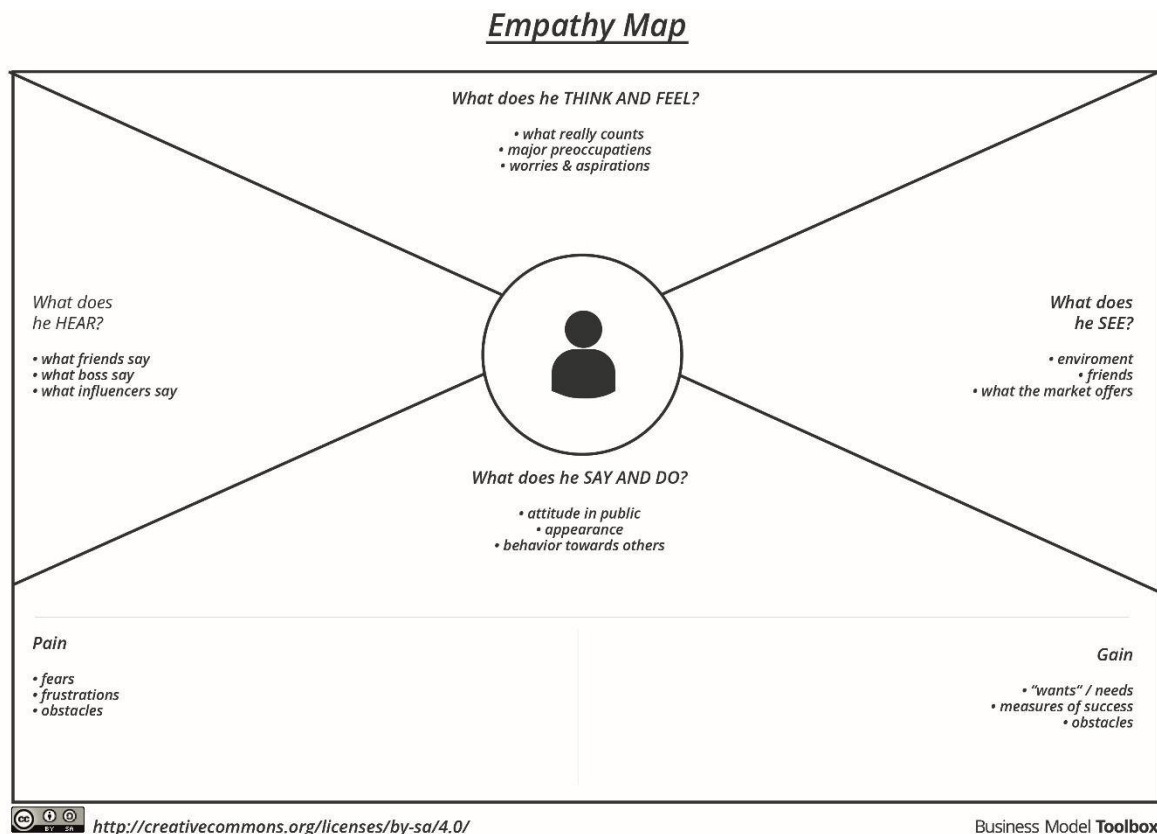 Empathy Map
What does he THINK AND FEEL?
• what really counts
• major preoccupatiens
• worries & aspirations
What does
he HEAR?
• what friends say
• what boss say
• what influencers say
What does
he SEE?
• enviroment
• friends
• what the market offers
What does he SAY AND DO?
• attitude in public
• appearance
• behavior towards others
Pain
• fears
• frustrations
• obstacles
Gain
• “wants“ / needs
• measures of success
• obstacles
cc BY SA
http://creativecommons.org/licenses/by-sa/4.0/
Business Model Toolbox